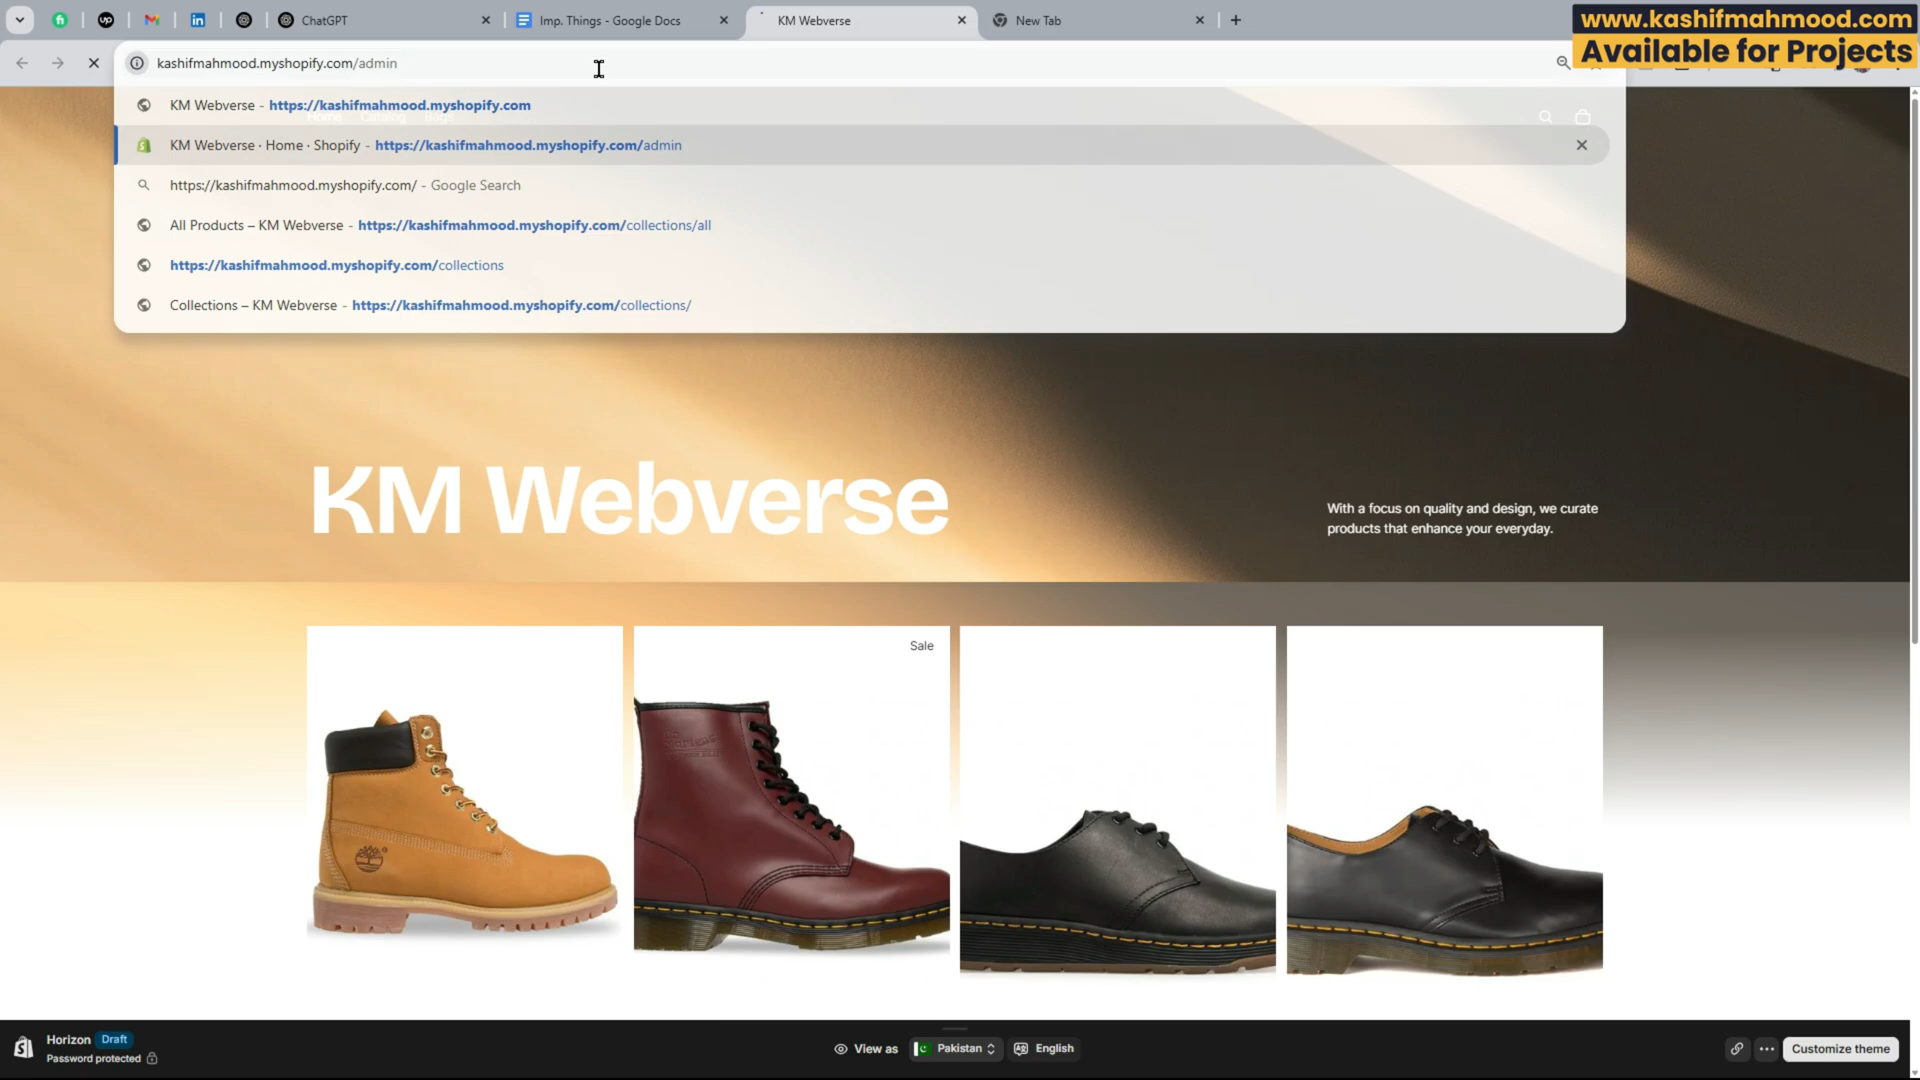 ChatGPT
Imp. Things - Google Docs
KM Webverse
New Tab
www.kashifmahmood.com
Available for Projects
kashifmahmood.myshopify.com/admin
KM Webverse - https://kashifmahmood.myshopify.com
Home Catalog Bags
KM Webverse · Home · Shopify - https://kashifmahmood.myshopify.com/admin
https://kashifmahmood.myshopify.com/ - Google Search
All Products – KM Webverse - https://kashifmahmood.myshopify.com/collections/all
https://kashifmahmood.myshopify.com/collections
Collections – KM Webverse - https://kashifmahmood.myshopify.com/collections/
KM Webverse
With a focus on quality and design, we curate
products that enhance your everyday.
Sale
Horizon Draft
Password protected
View as
Pakistan
English
Customize theme